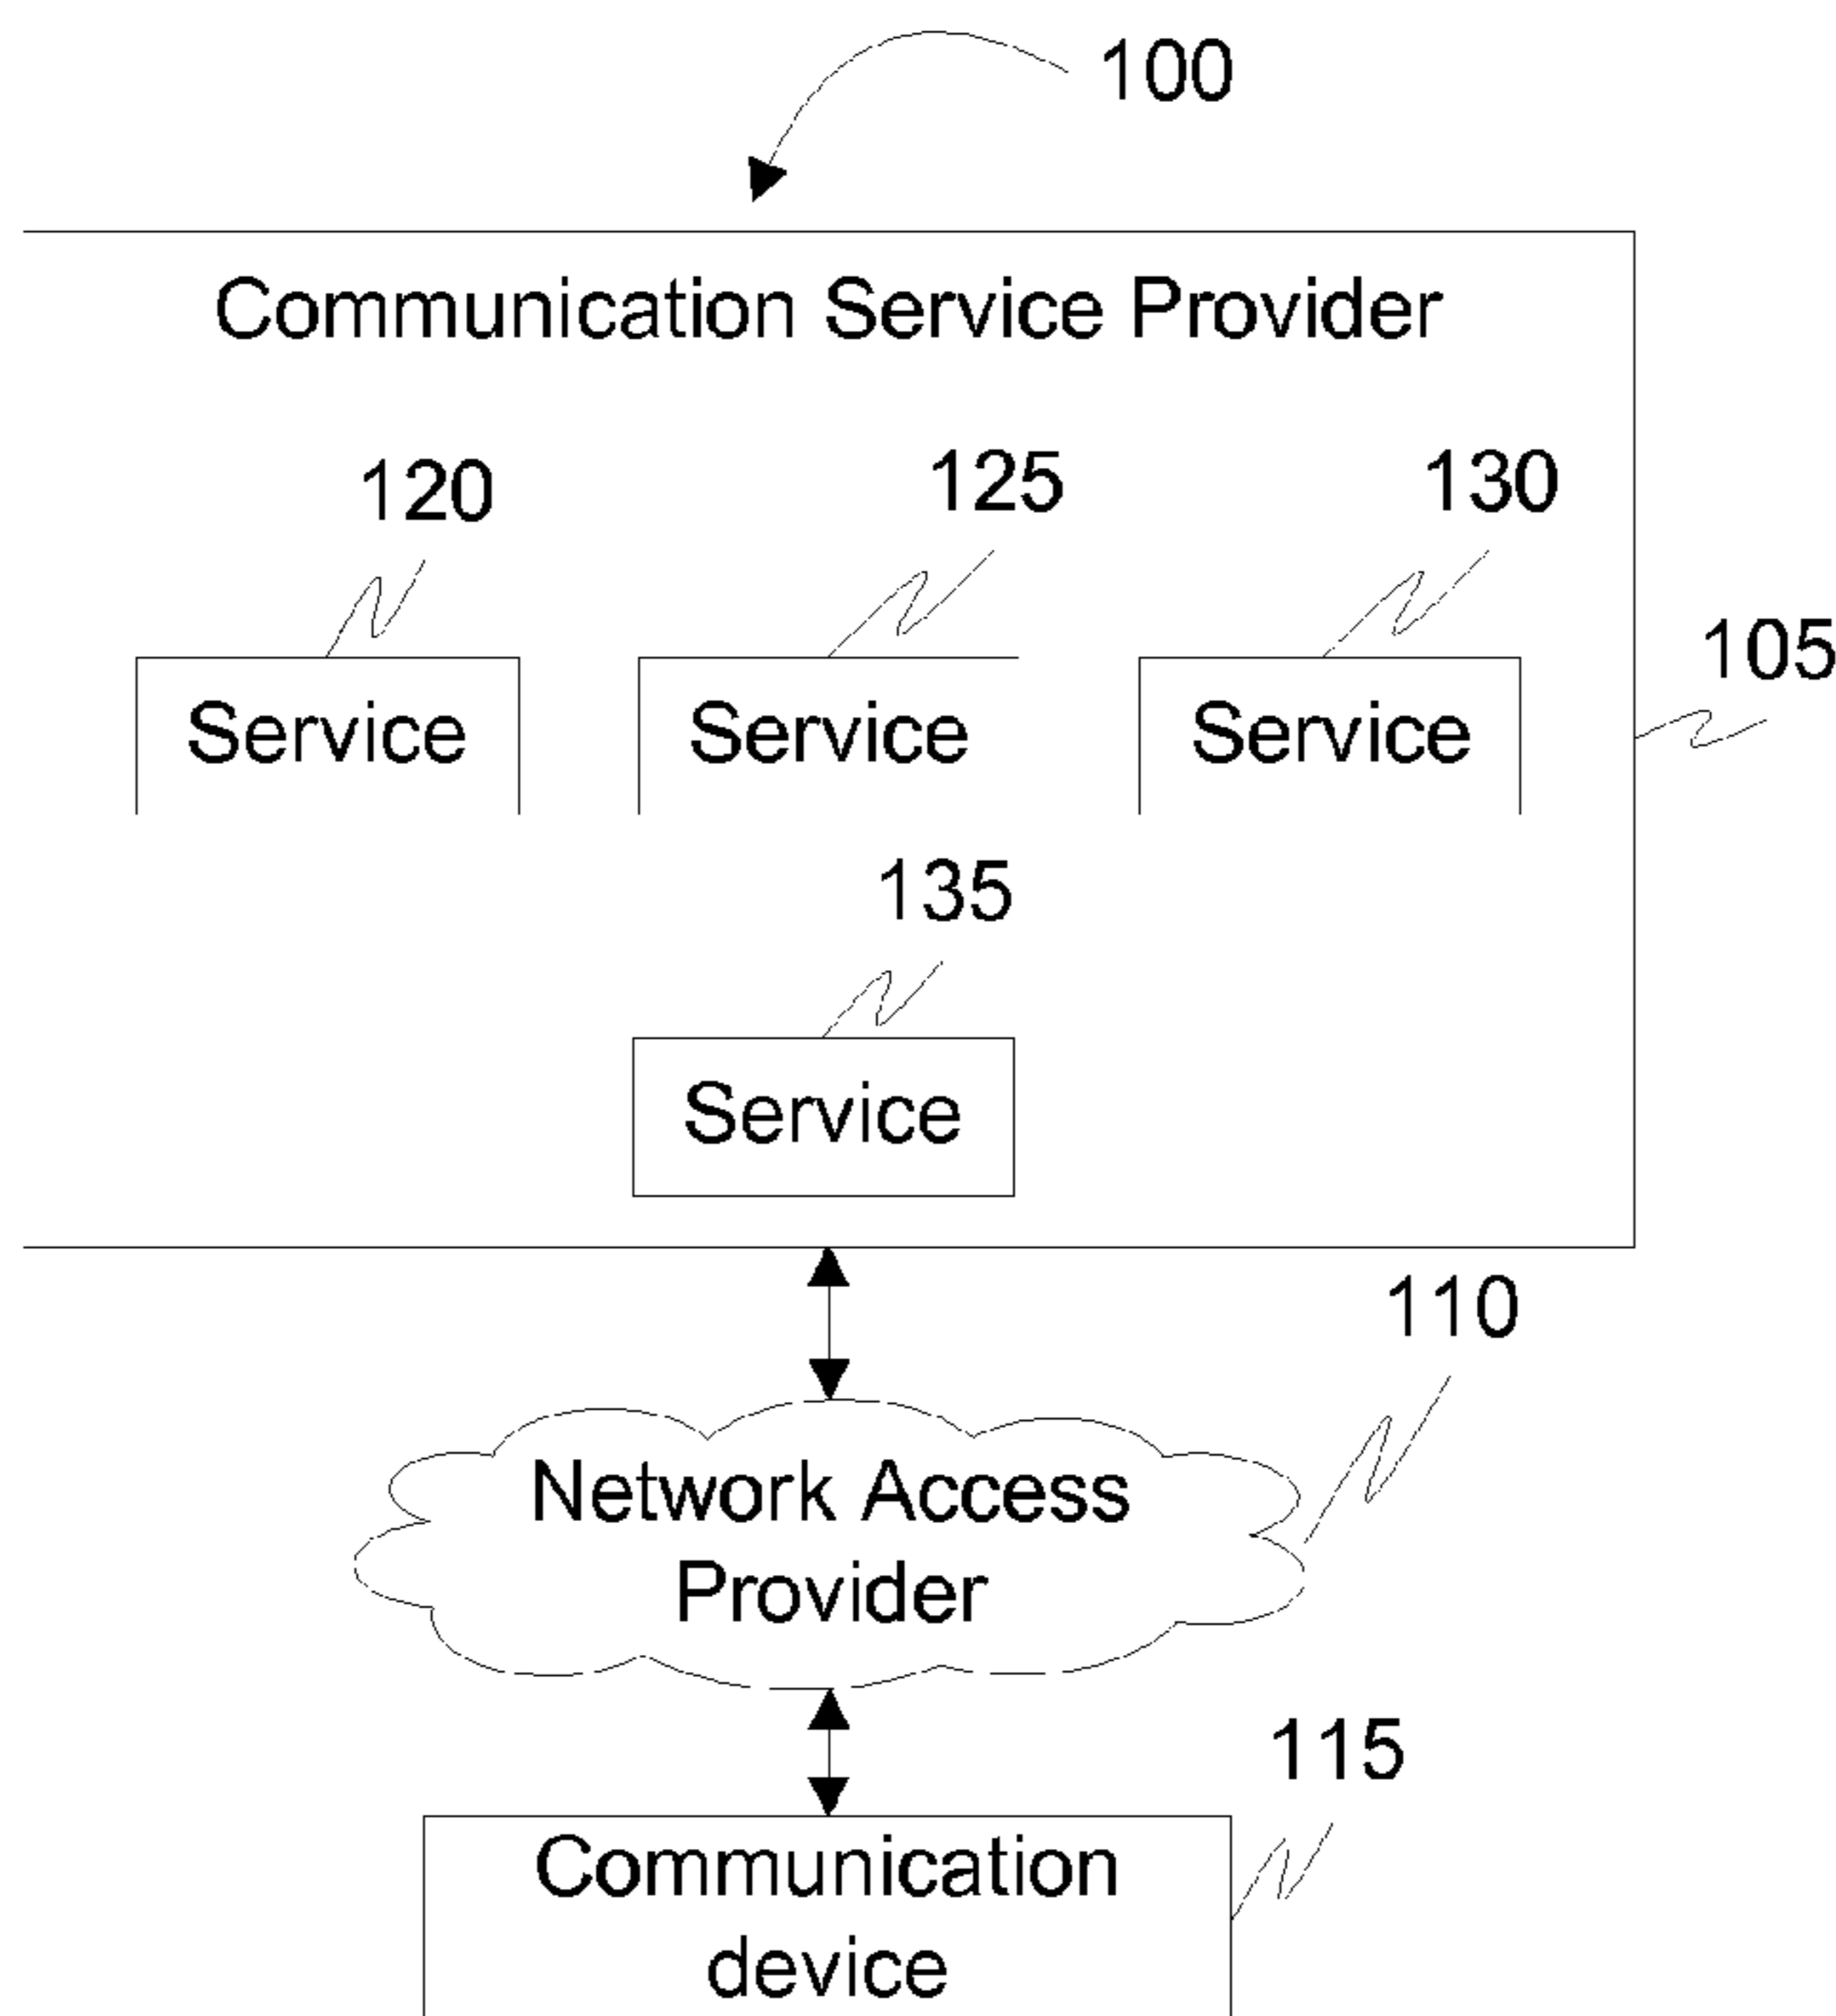 100
Communication Service Provider
120
125
130
105
Service
Service
Service
135
Service
110
Network Access
Provider
115
Communication
device